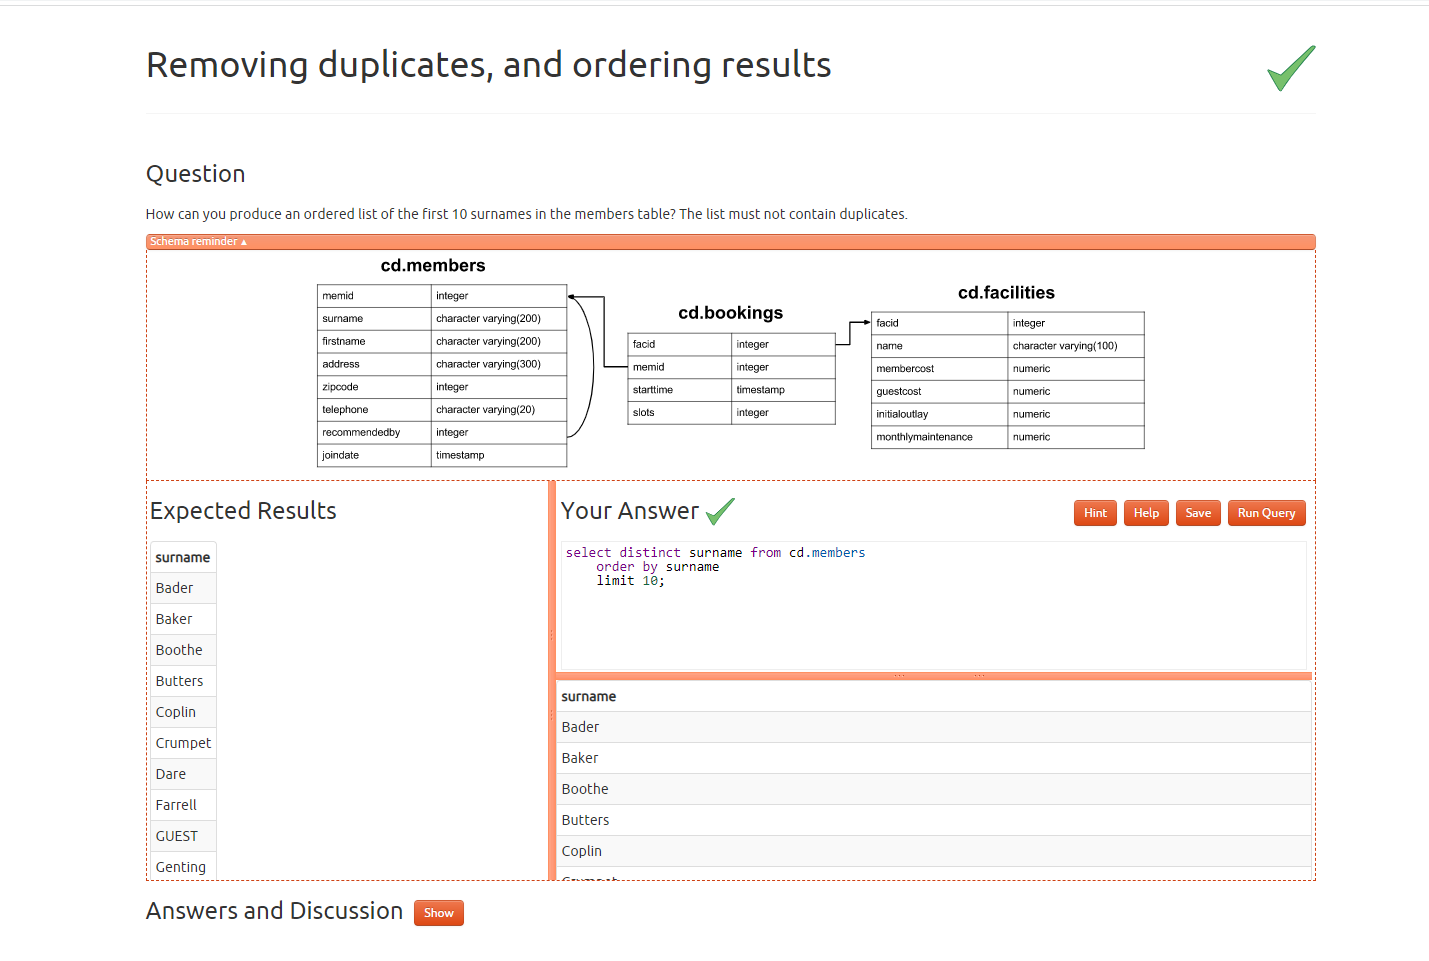 Removing duplicates, and ordering results
Question
How can you produce an ordered list of the first 10 surnames in the members table? The list must not contain duplicates.
Schema reminder ▴
cd.members
memid integer
surname character varying(200)
firstname character varying(200)
address character varying(300)
zipcode integer
telephone character varying(20)
recommendedby integer
joindate timestamp
cd.bookings
facid integer
memid integer
starttime timestamp
slots integer
cd.facilities
facid integer
name character varying(100)
membercost numeric
guestcost numeric
initialoutlay numeric
monthlymaintenance numeric
Expected Results
surname
Bader
Baker
Boothe
Butters
Coplin
Crumpet
Dare
Farrell
GUEST
Genting
Your Answer
Hint Help Save Run Query
select distinct surname from cd.members
order by surname
limit 10;
surname
Bader
Baker
Boothe
Butters
Coplin
Answers and Discussion Show